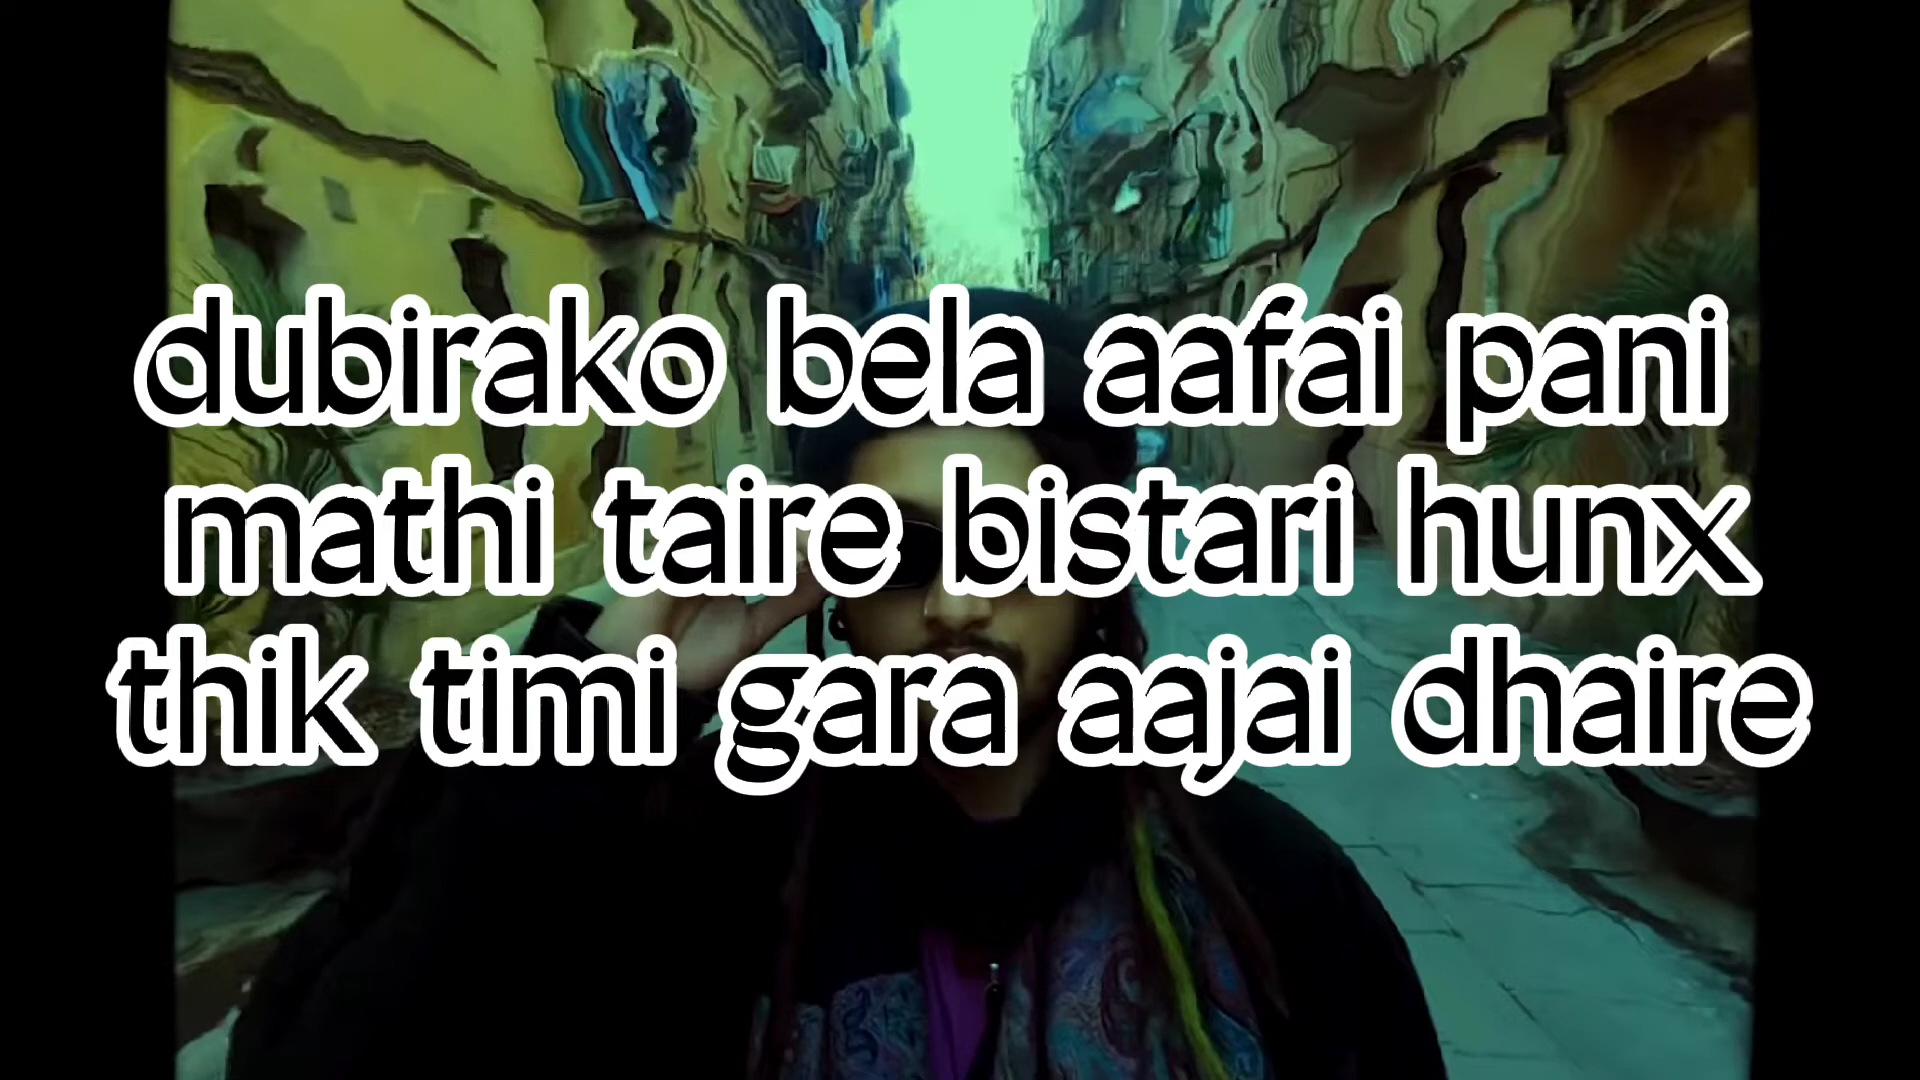 dubirako bela aafai pani
mathi taire bistari hunx
thik timi gara aajai dhaire